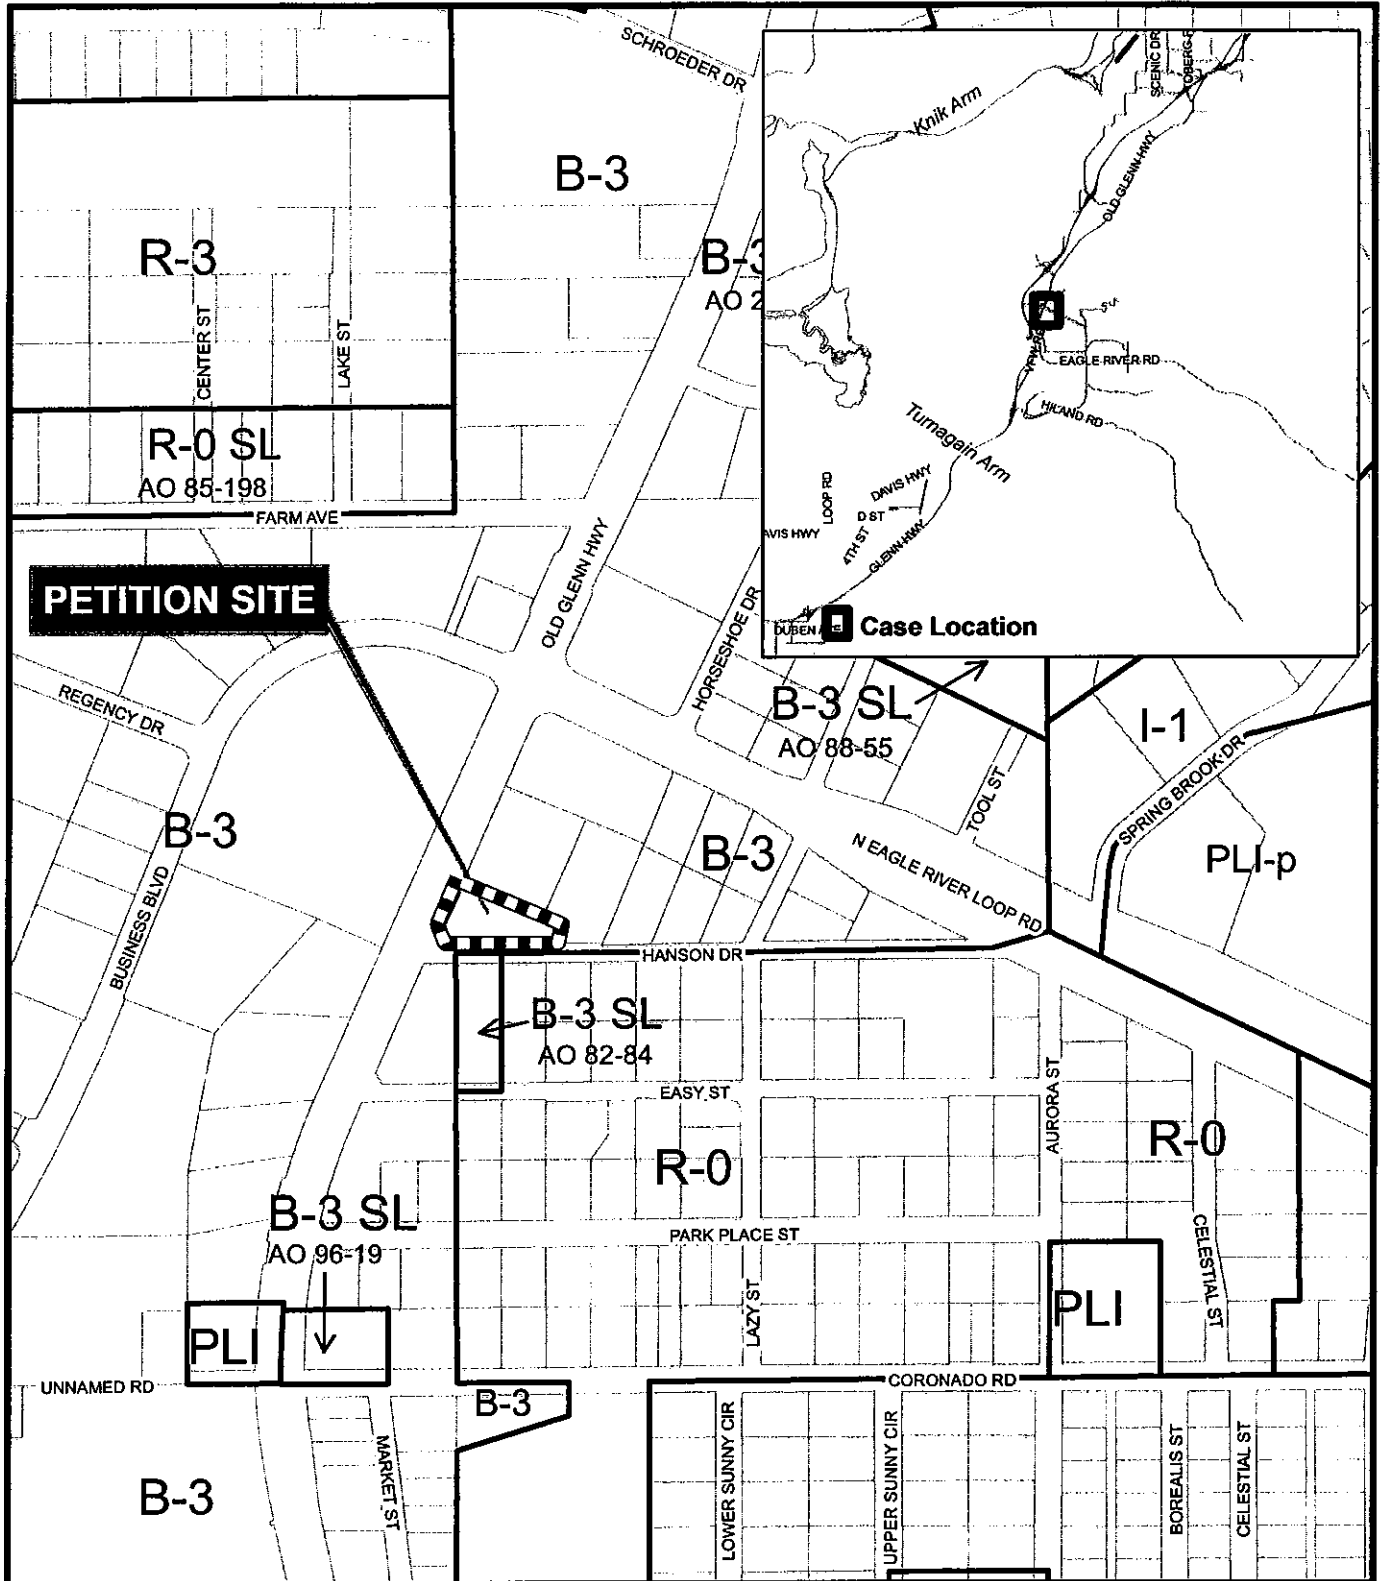 SCHROEDER DR
B-3
R-3
B-3
AO 2
CENTER ST
LAKE ST
R-0 SL
AO 85-198
FARM AVE
PETITION SITE
OLD GLENN HWY
HORSESHOE DR
REGENCY DR
B-3
BUSINESS BLVD
B-3 SL
AO 88-55
TOOL ST
I-1
SPRING BROOK DR
PLI-p
B-3
N EAGLE RIVER LOOP RD
HANSON DR
B-3 SL
AO 82-84
EASY ST
AURORA ST
R-0
R-0
B-3 SL
AO 96-19
PARK PLACE ST
LAZY ST
CELESTIAL ST
PLI
PLI
UNNAMED RD
CORONADO RD
B-3
B-3
MARKET ST
LOWER SUNNY CIR
UPPER SUNNY CIR
BOREALIS ST
CELESTIAL ST
Knik Arm
SCENIC DR
OLD GLENN HWY
EAGLE RIVER RD
HILAND RD
Turnagain Arm
LOOP RD
DAVIS HWY
D ST
4TH ST
AVIS HWY
GLENN HWY
Case Location